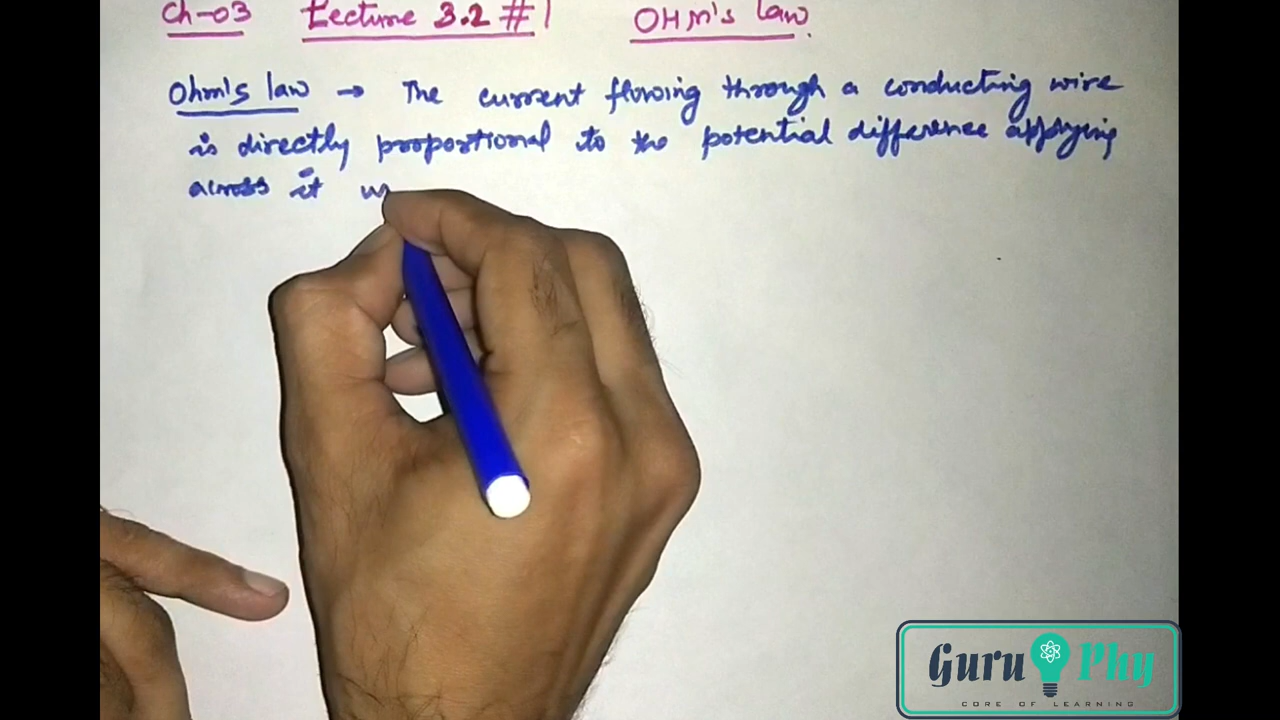 Ch-03 Lecture 3.2 #1 OHM's law.
Ohm's law → The current flowing through a conducting wire
is directly proportional to the potential difference applying
across it
Guru Phy
CORE OF LEARNING